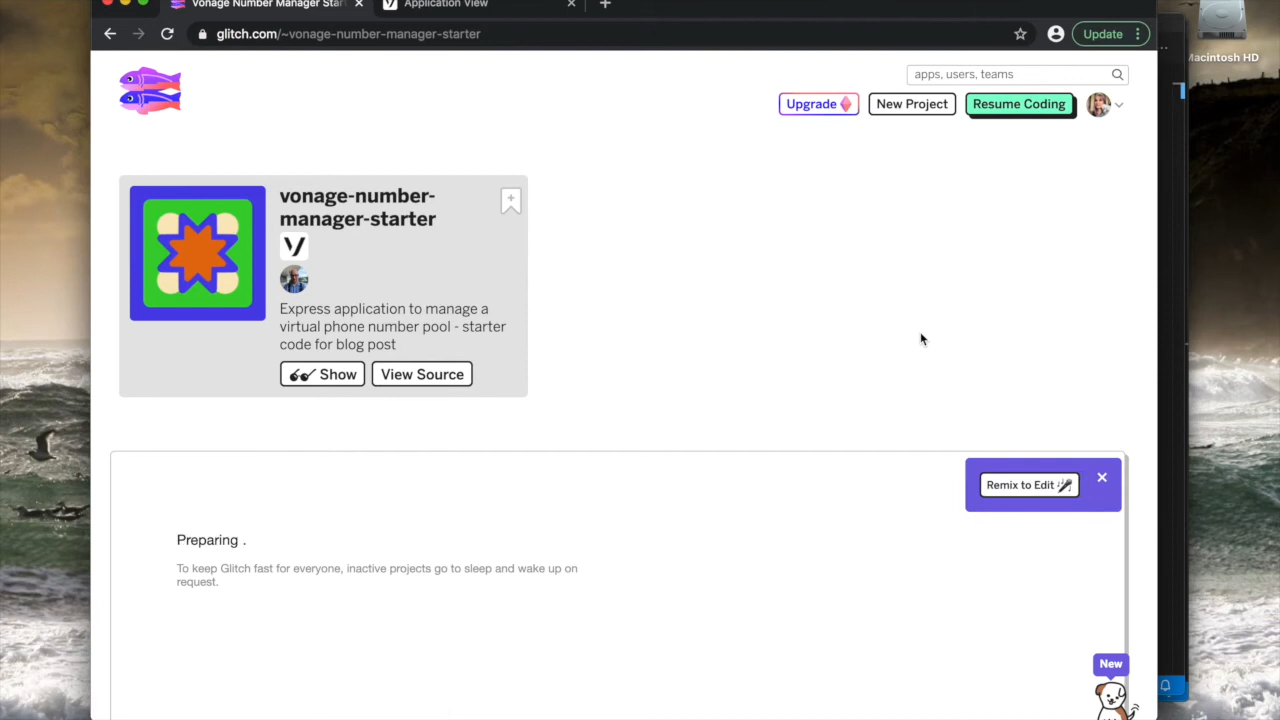 Vonage Number Manager Star
Application View
glitch.com/~vonage-number-manager-starter
Update
Macintosh HD
apps, users, teams
Upgrade
New Project
Resume Coding
vonage-number-
manager-starter
Express application to manage a
virtual phone number pool - starter
code for blog post
Show
View Source
Remix to Edit
Preparing .
To keep Glitch fast for everyone, inactive projects go to sleep and wake up on
request.
New